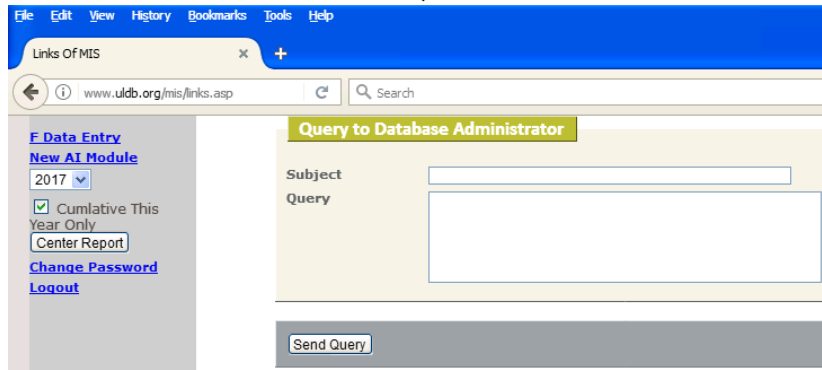 File Edit View History Bookmarks Tools Help
Links Of MIS
www.uldb.org/mis/links.asp
Search
F Data Entry
New AI Module
2017
Cumlative This
Year Only
Center Report
Change Password
Logout
Query to Database Administrator
Subject
Query
Send Query